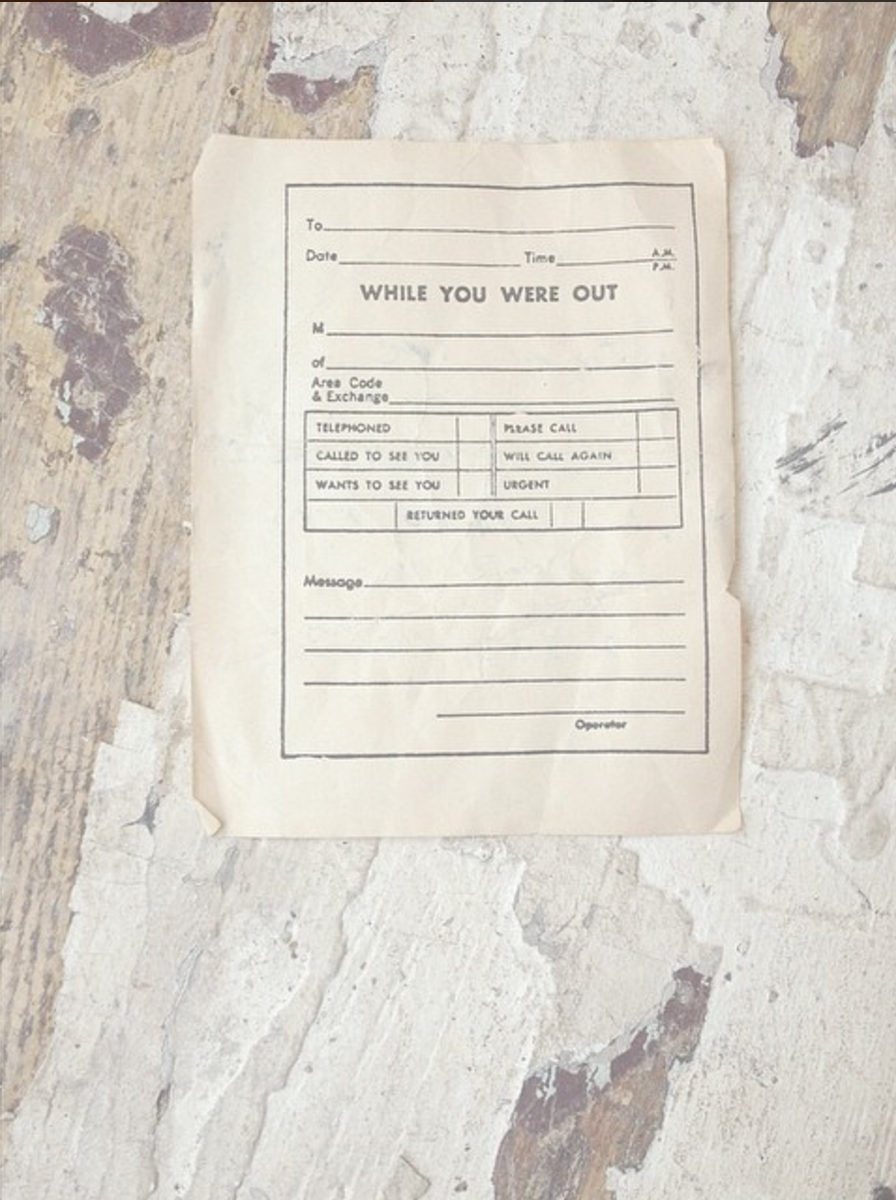 To
Date Time A.M.
P.M.
WHILE YOU WERE OUT
M
of
Area Code
& Exchange
TELEPHONED PLEASE CALL
CALLED TO SEE YOU WILL CALL AGAIN
WANTS TO SEE YOU URGENT
RETURNED YOUR CALL
Message
Operator